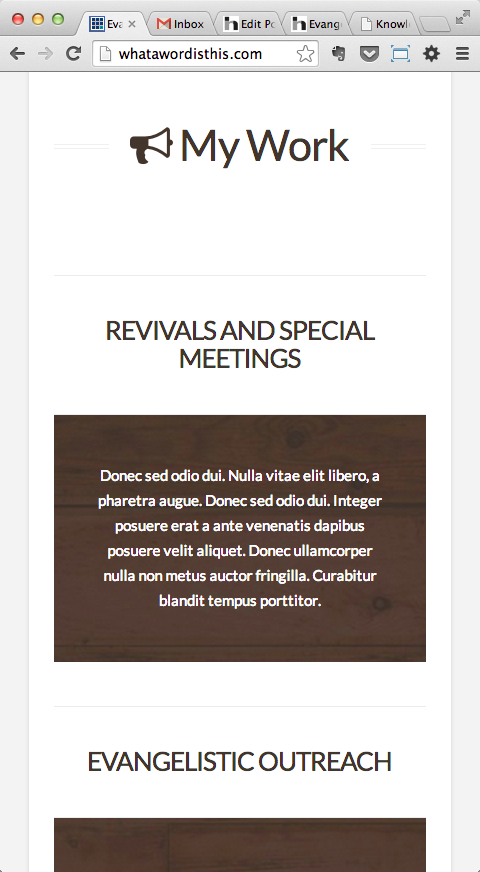 Eva
Inbox
Edit Po
Evang
Knowle
whatawordisthis.com
My Work
REVIVALS AND SPECIAL
MEETINGS
Donec sed odio dui. Nulla vitae elit libero, a
pharetra augue. Donec sed odio dui. Integer
posuere erat a ante venenatis dapibus
posuere velit aliquet. Donec ullamcorper
nulla non metus auctor fringilla. Curabitur
blandit tempus porttitor.
EVANGELISTIC OUTREACH